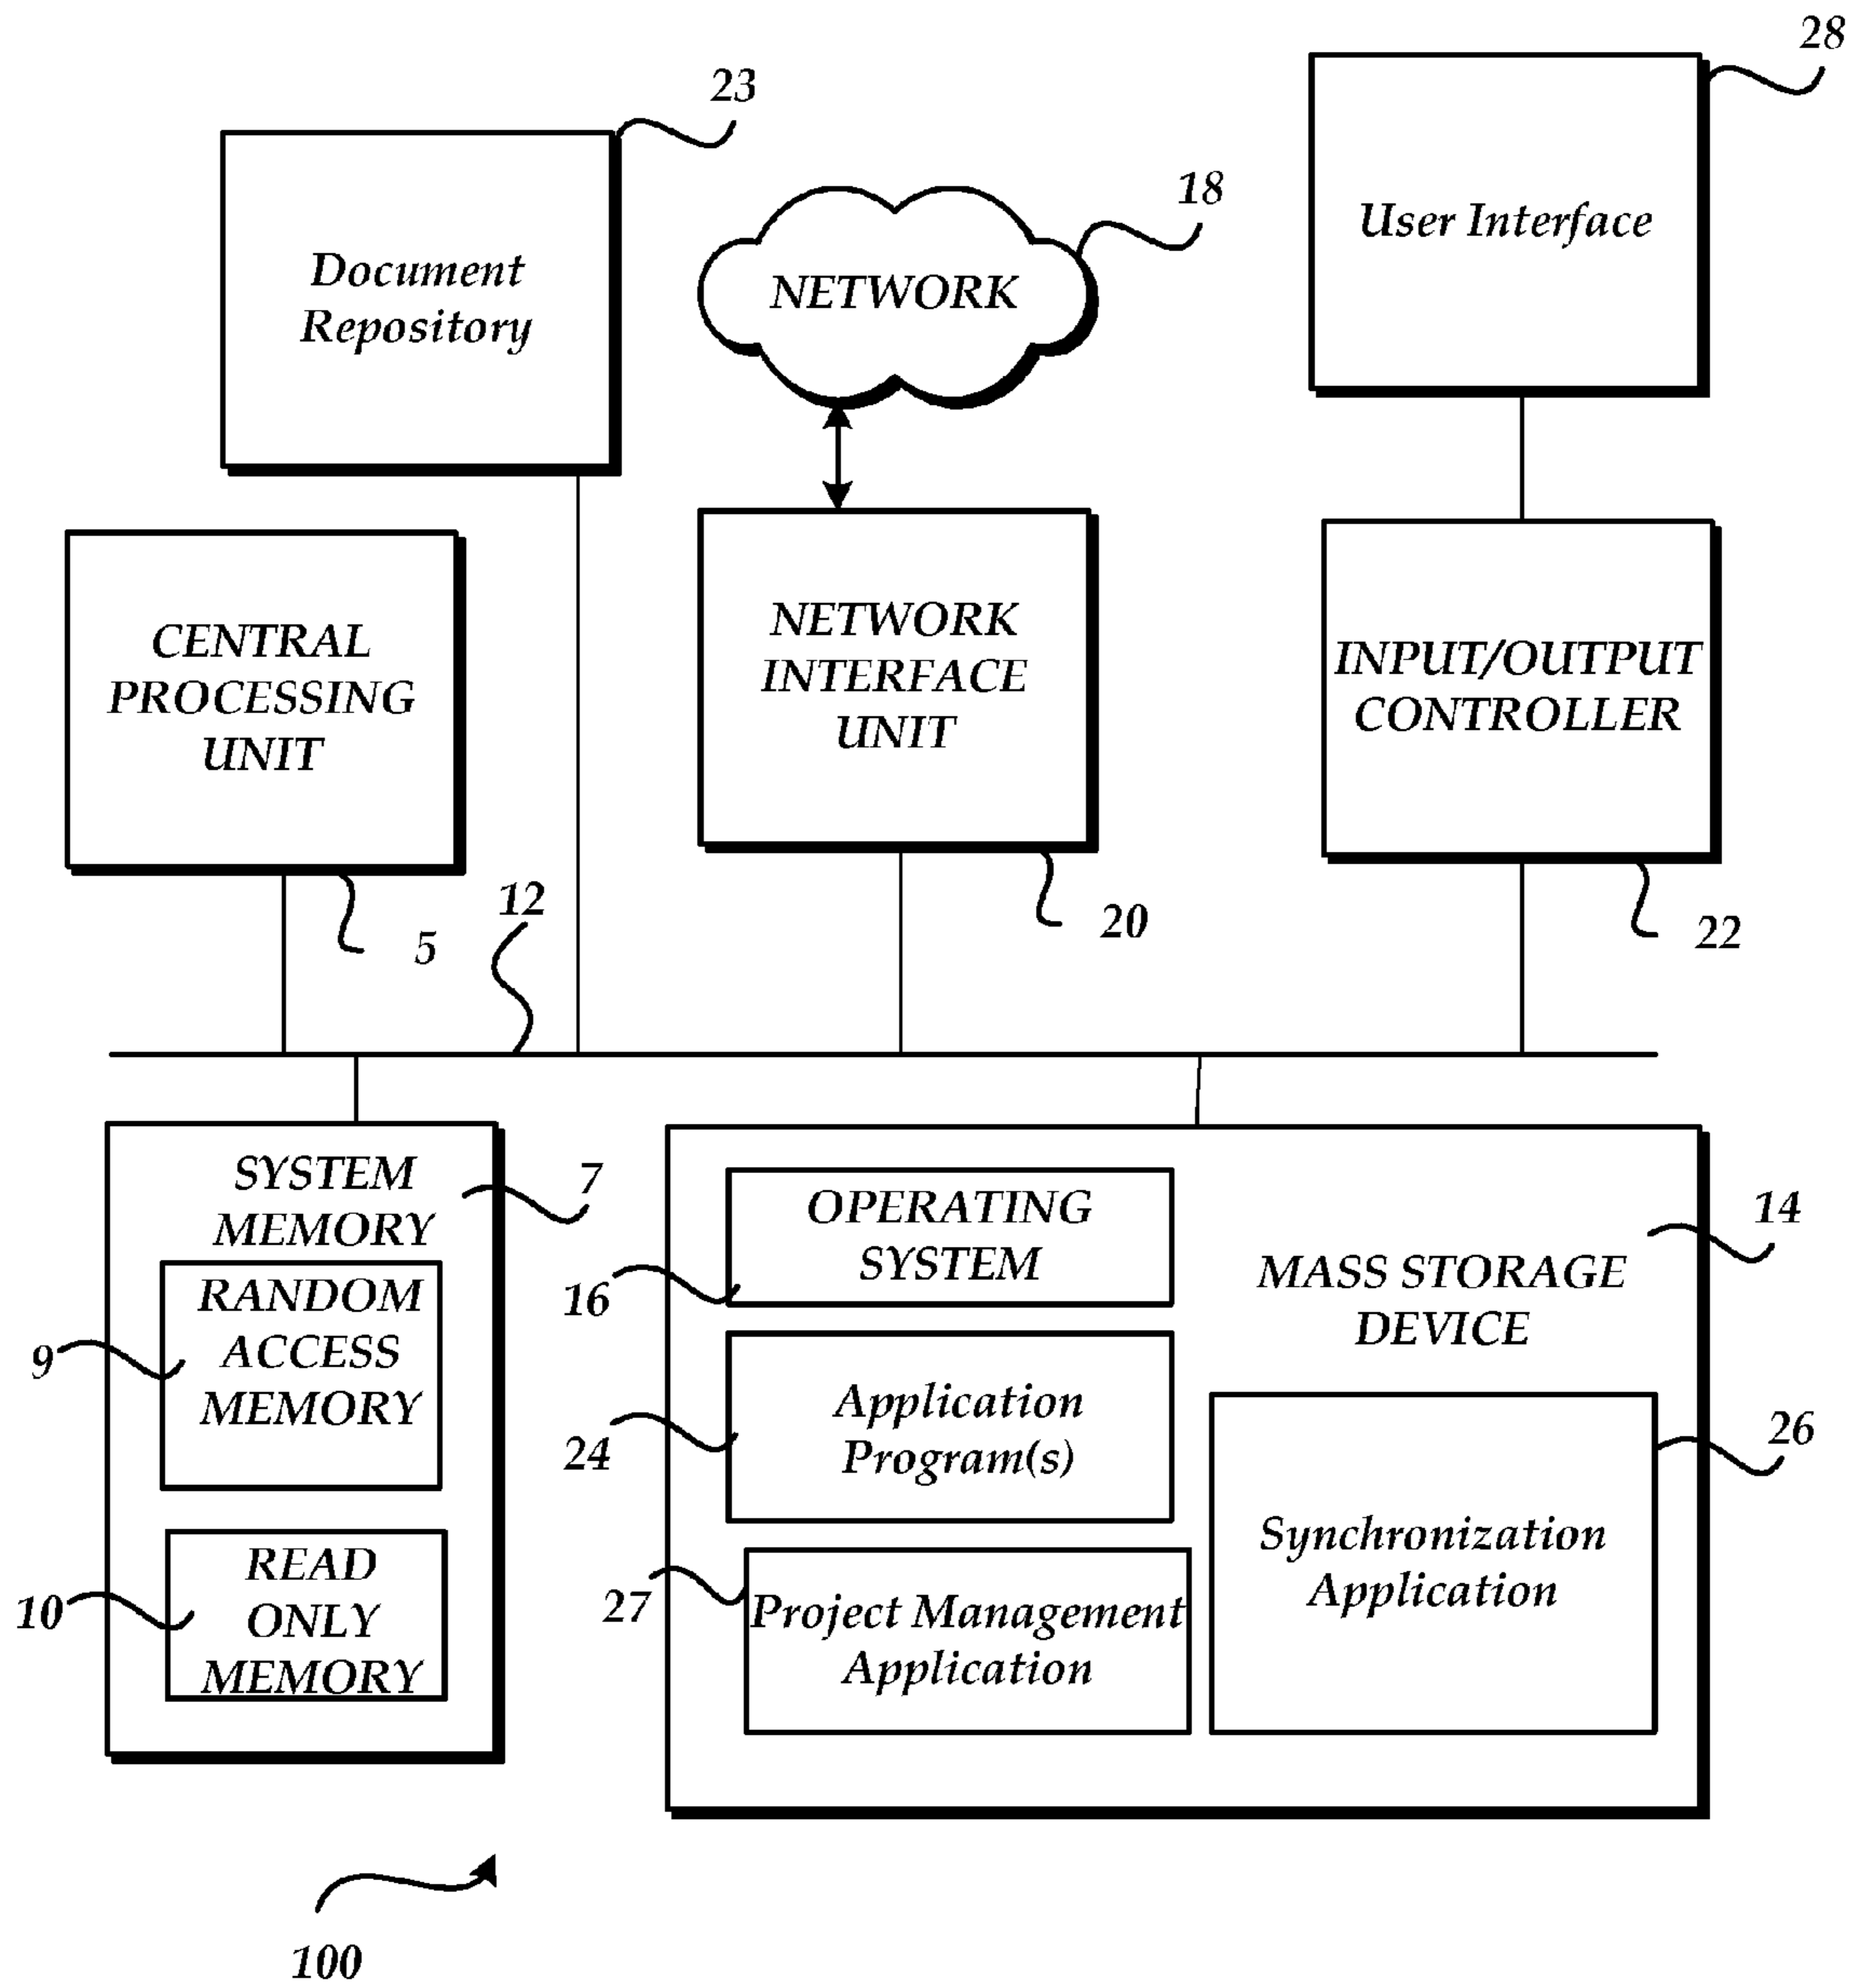 28
23
18
User Interface
Document
Repository
NETWORK
CENTRAL
PROCESSING
UNIT
NETWORK
INTERFACE
UNIT
INPUT/OUTPUT
CONTROLLER
12
5
20
22
SYSTEM
MEMORY
7
RANDOM
ACCESS
MEMORY
9
READ
ONLY
MEMORY
10
OPERATING
SYSTEM
16
MASS STORAGE
DEVICE
14
Application
Program(s)
24
26
Synchronization
Application
27
Project Management
Application
100